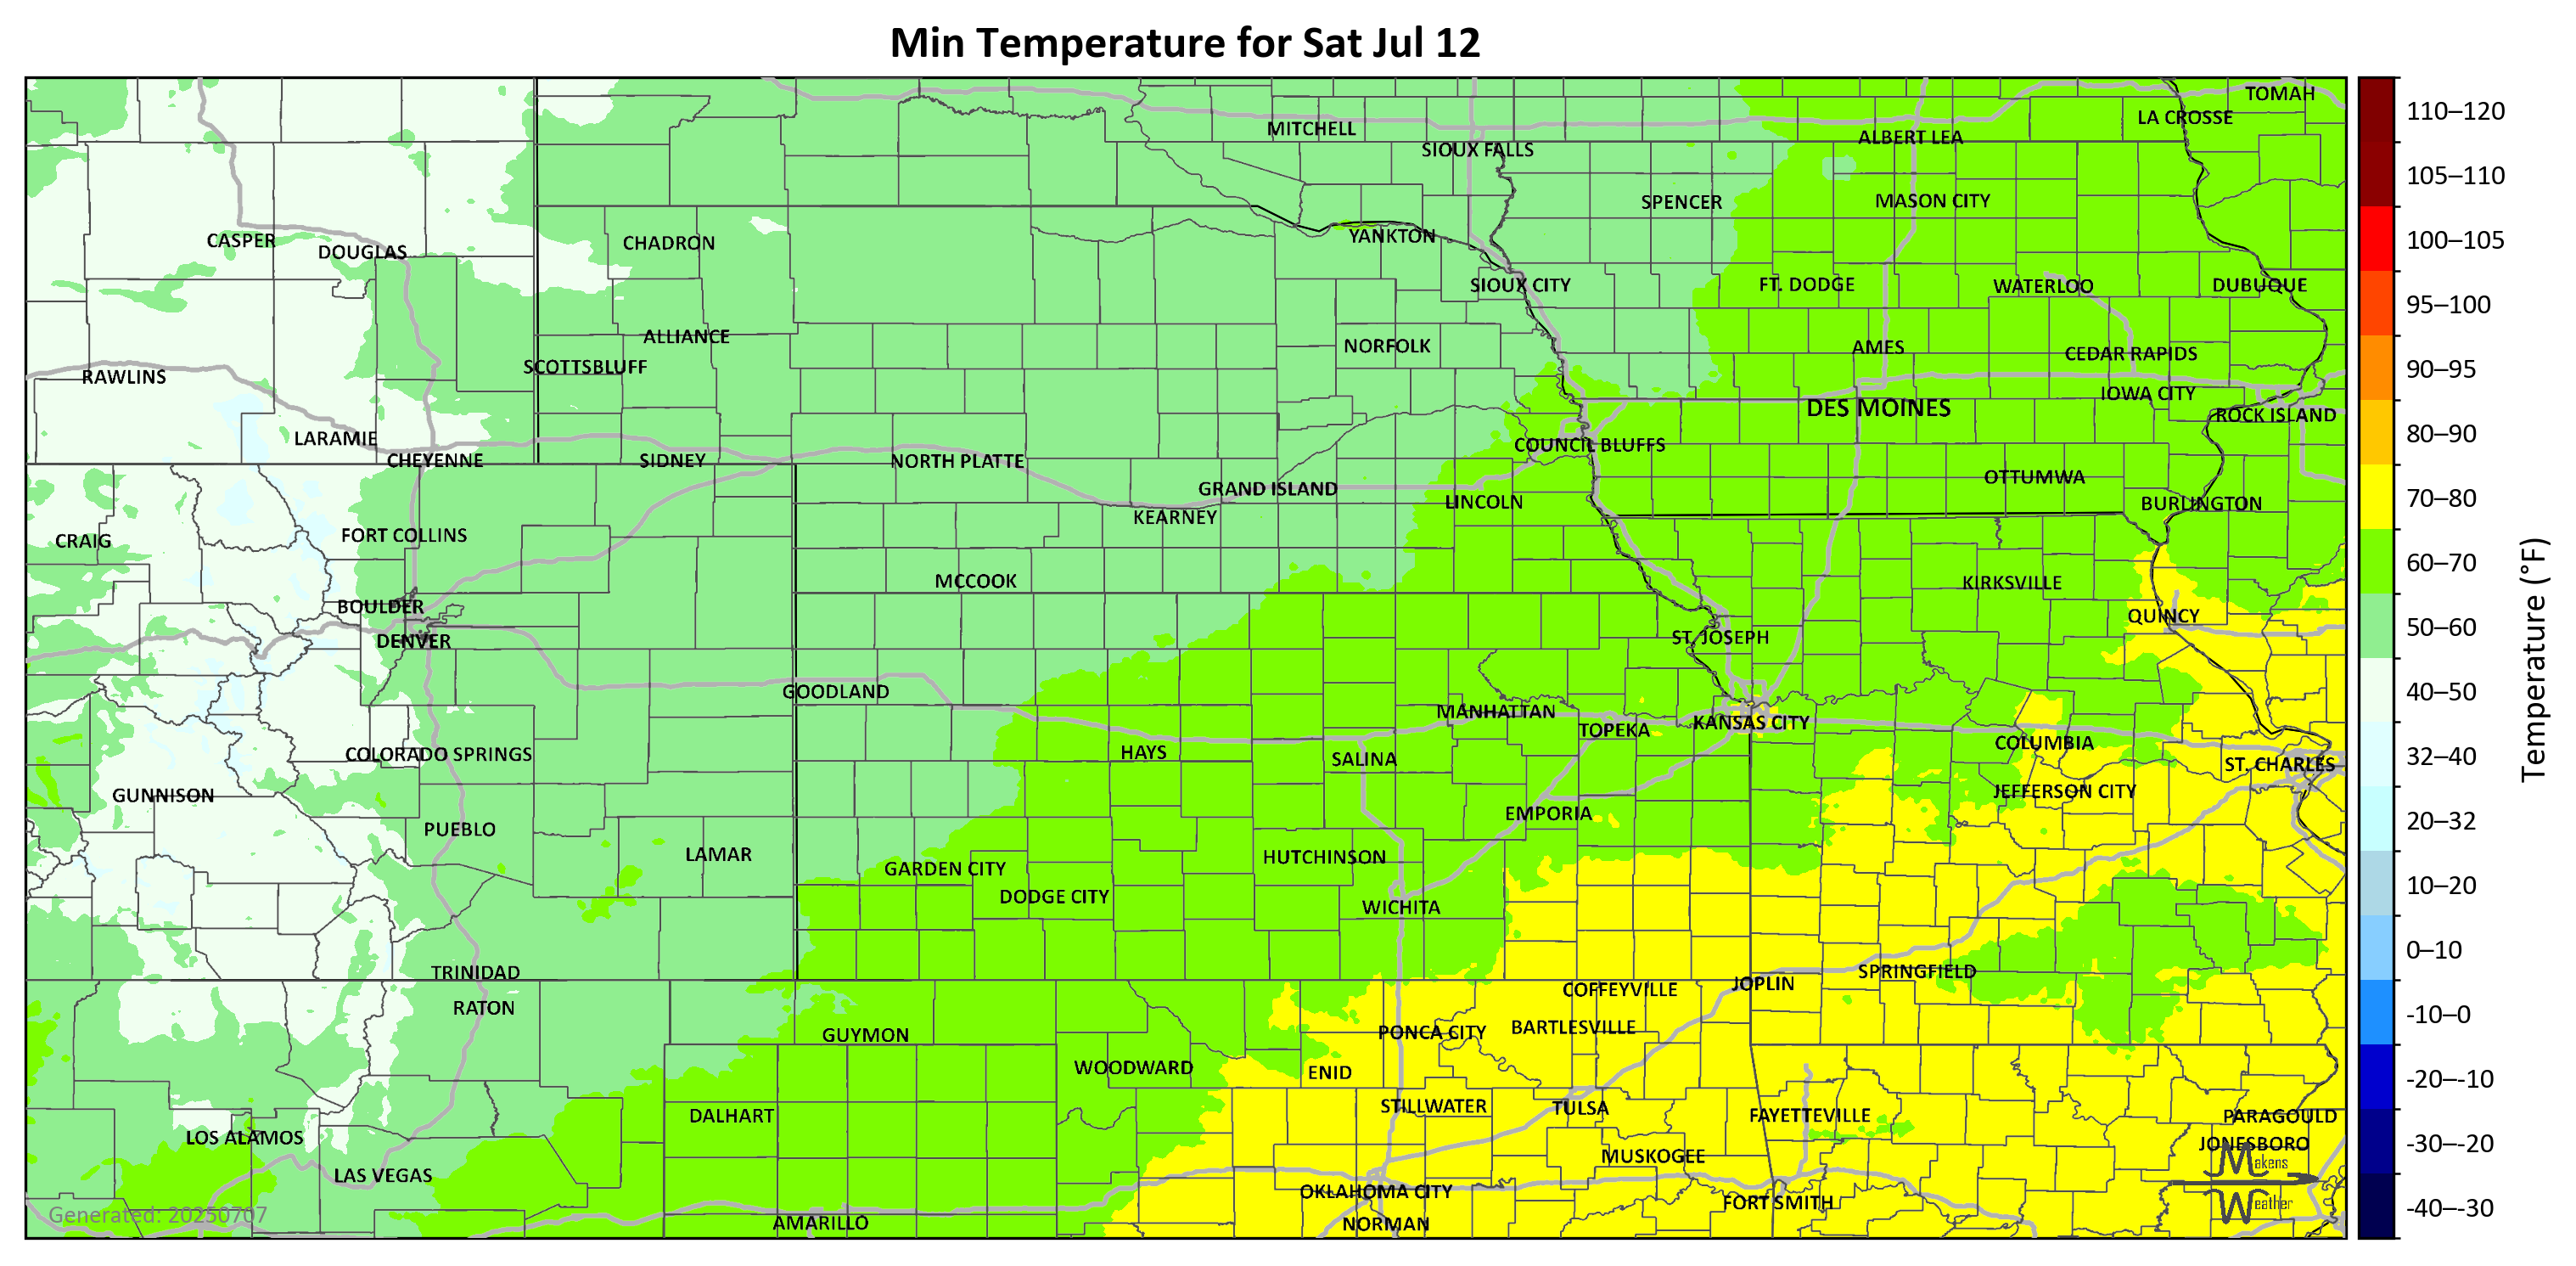 Min Temperature for Sat Jul 12
TOMAH
LA CROSSE
MITCHELL
ALBERT LEA
SIOUX FALLS
SPENCER
MASON CITY
CASPER
DOUGLAS
CHADRON
YANKTON
SIOUX CITY
FT. DODGE
WATERLOO
DUBUQUE
ALLIANCE
NORFOLK
AMES
CEDAR RAPIDS
SCOTTSBLUFF
RAWLINS
IOWA CITY
DES MOINES
ROCK ISLAND
LARAMIE
COUNCIL BLUFFS
CHEYENNE
SIDNEY
NORTH PLATTE
OTTUMWA
GRAND ISLAND
LINCOLN
BURLINGTON
KEARNEY
FORT COLLINS
CRAIG
MCCOOK
KIRKSVILLE
BOULDER
QUINCY
DENVER
ST. JOSEPH
GOODLAND
MANHATTAN
TOPEKA
KANSAS CITY
COLUMBIA
COLORADO SPRINGS
HAYS
SALINA
ST. CHARLES
GUNNISON
JEFFERSON CITY
EMPORIA
PUEBLO
LAMAR
HUTCHINSON
GARDEN CITY
DODGE CITY
WICHITA
TRINIDAD
SPRINGFIELD
JOPLIN
COFFEYVILLE
RATON
GUYMON
PONCA CITY
BARTLESVILLE
WOODWARD
ENID
DALHART
STILLWATER
TULSA
FAYETTEVILLE
PARAGOULD
LOS ALAMOS
JONESBORO
MUSKOGEE
LAS VEGAS
OKLAHOMA CITY
FORT SMITH
AMARILLO
NORMAN
Generated: 20250707
Makens
Weather
110–120
105–110
100–105
95–100
90–95
80–90
70–80
60–70
50–60
40–50
32–40
20–32
10–20
0–10
-10–0
-20–-10
-30–-20
-40–-30
Temperature (°F)